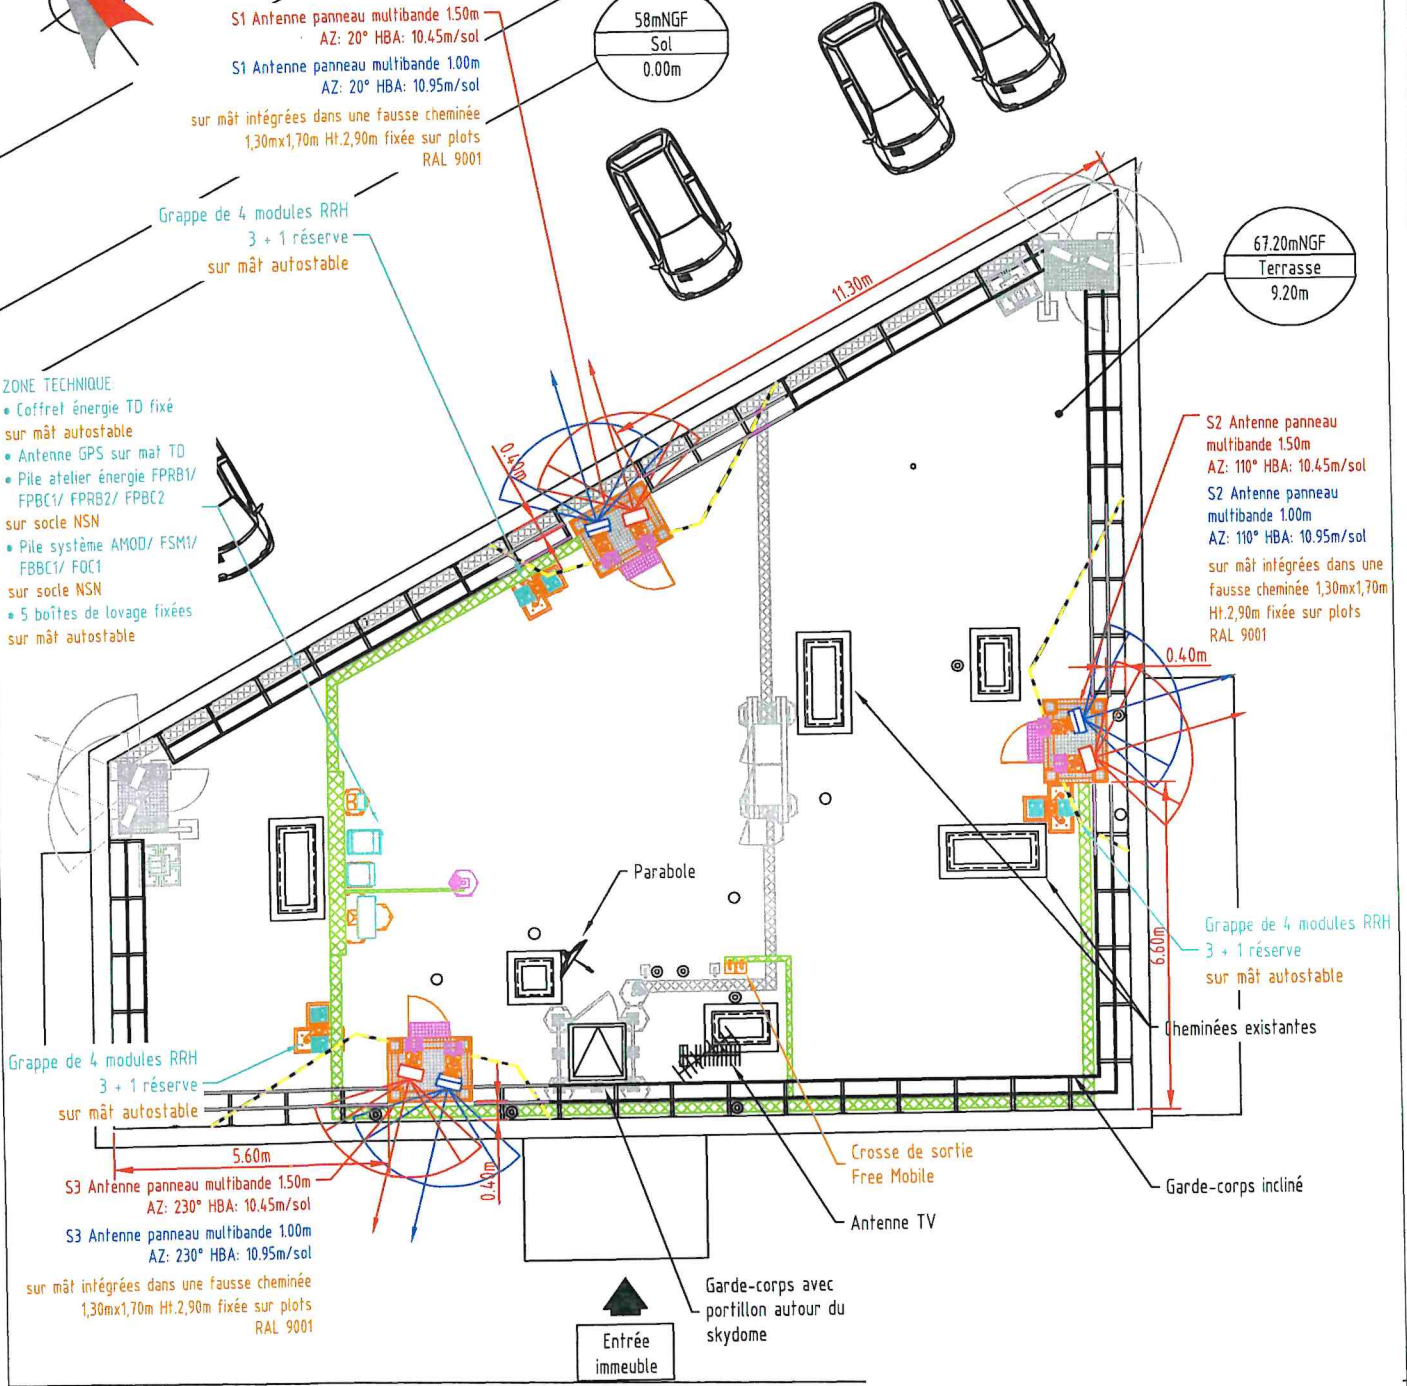 S1 Antenne panneau multibande 1.50m
AZ: 20° HBA: 10.45m/sol
S1 Antenne panneau multibande 1.00m
AZ: 20° HBA: 10.95m/sol
sur mât intégrées dans une fausse cheminée
1,30mx1,70m Ht.2,90m fixée sur plots
RAL 9001
58mNGF
Sol
0.00m
Grappe de 4 modules RRH
3 + 1 réserve
sur mât autostable
67.20mNGF
Terrasse
9.20m
11.30m
ZONE TECHNIQUE:
• Coffret énergie TD fixé
sur mât autostable
• Antenne GPS sur mat TD
• Pile atelier énergie FPRB1/
FPBC1/ FPRB2/ FPBC2
sur socle NSN
• Pile système AMOD/ FSM1/
FBBC1/ FOC1
sur socle NSN
• 5 boîtes de lovage fixées
sur mât autostable
0.40m
S2 Antenne panneau
multibande 1.50m
AZ: 110° HBA: 10.45m/sol
S2 Antenne panneau
multibande 1.00m
AZ: 110° HBA: 10.95m/sol
sur mât intégrées dans une
fausse cheminée 1,30mx1,70m
Ht.2,90m fixée sur plots
RAL 9001
0.40m
Parabole
Grappe de 4 modules RRH
3 + 1 réserve
sur mât autostable
6.60m
Cheminées existantes
Grappe de 4 modules RRH
3 + 1 réserve
sur mât autostable
5.60m
0.40m
S3 Antenne panneau multibande 1.50m
AZ: 230° HBA: 10.45m/sol
S3 Antenne panneau multibande 1.00m
AZ: 230° HBA: 10.95m/sol
sur mât intégrées dans une fausse cheminée
1,30mx1,70m Ht.2,90m fixée sur plots
RAL 9001
Crosse de sortie
Free Mobile
Antenne TV
Garde-corps incliné
Garde-corps avec
portillon autour du
skydome
Entrée
immeuble